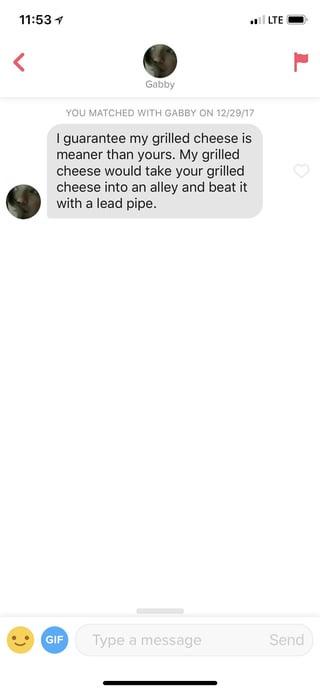 11:53
LTE
Gabby
YOU MATCHED WITH GABBY ON 12/29/17
I guarantee my grilled cheese is
meaner than yours. My grilled
cheese would take your grilled
cheese into an alley and beat it
with a lead pipe.
GIF
Type a message
Send